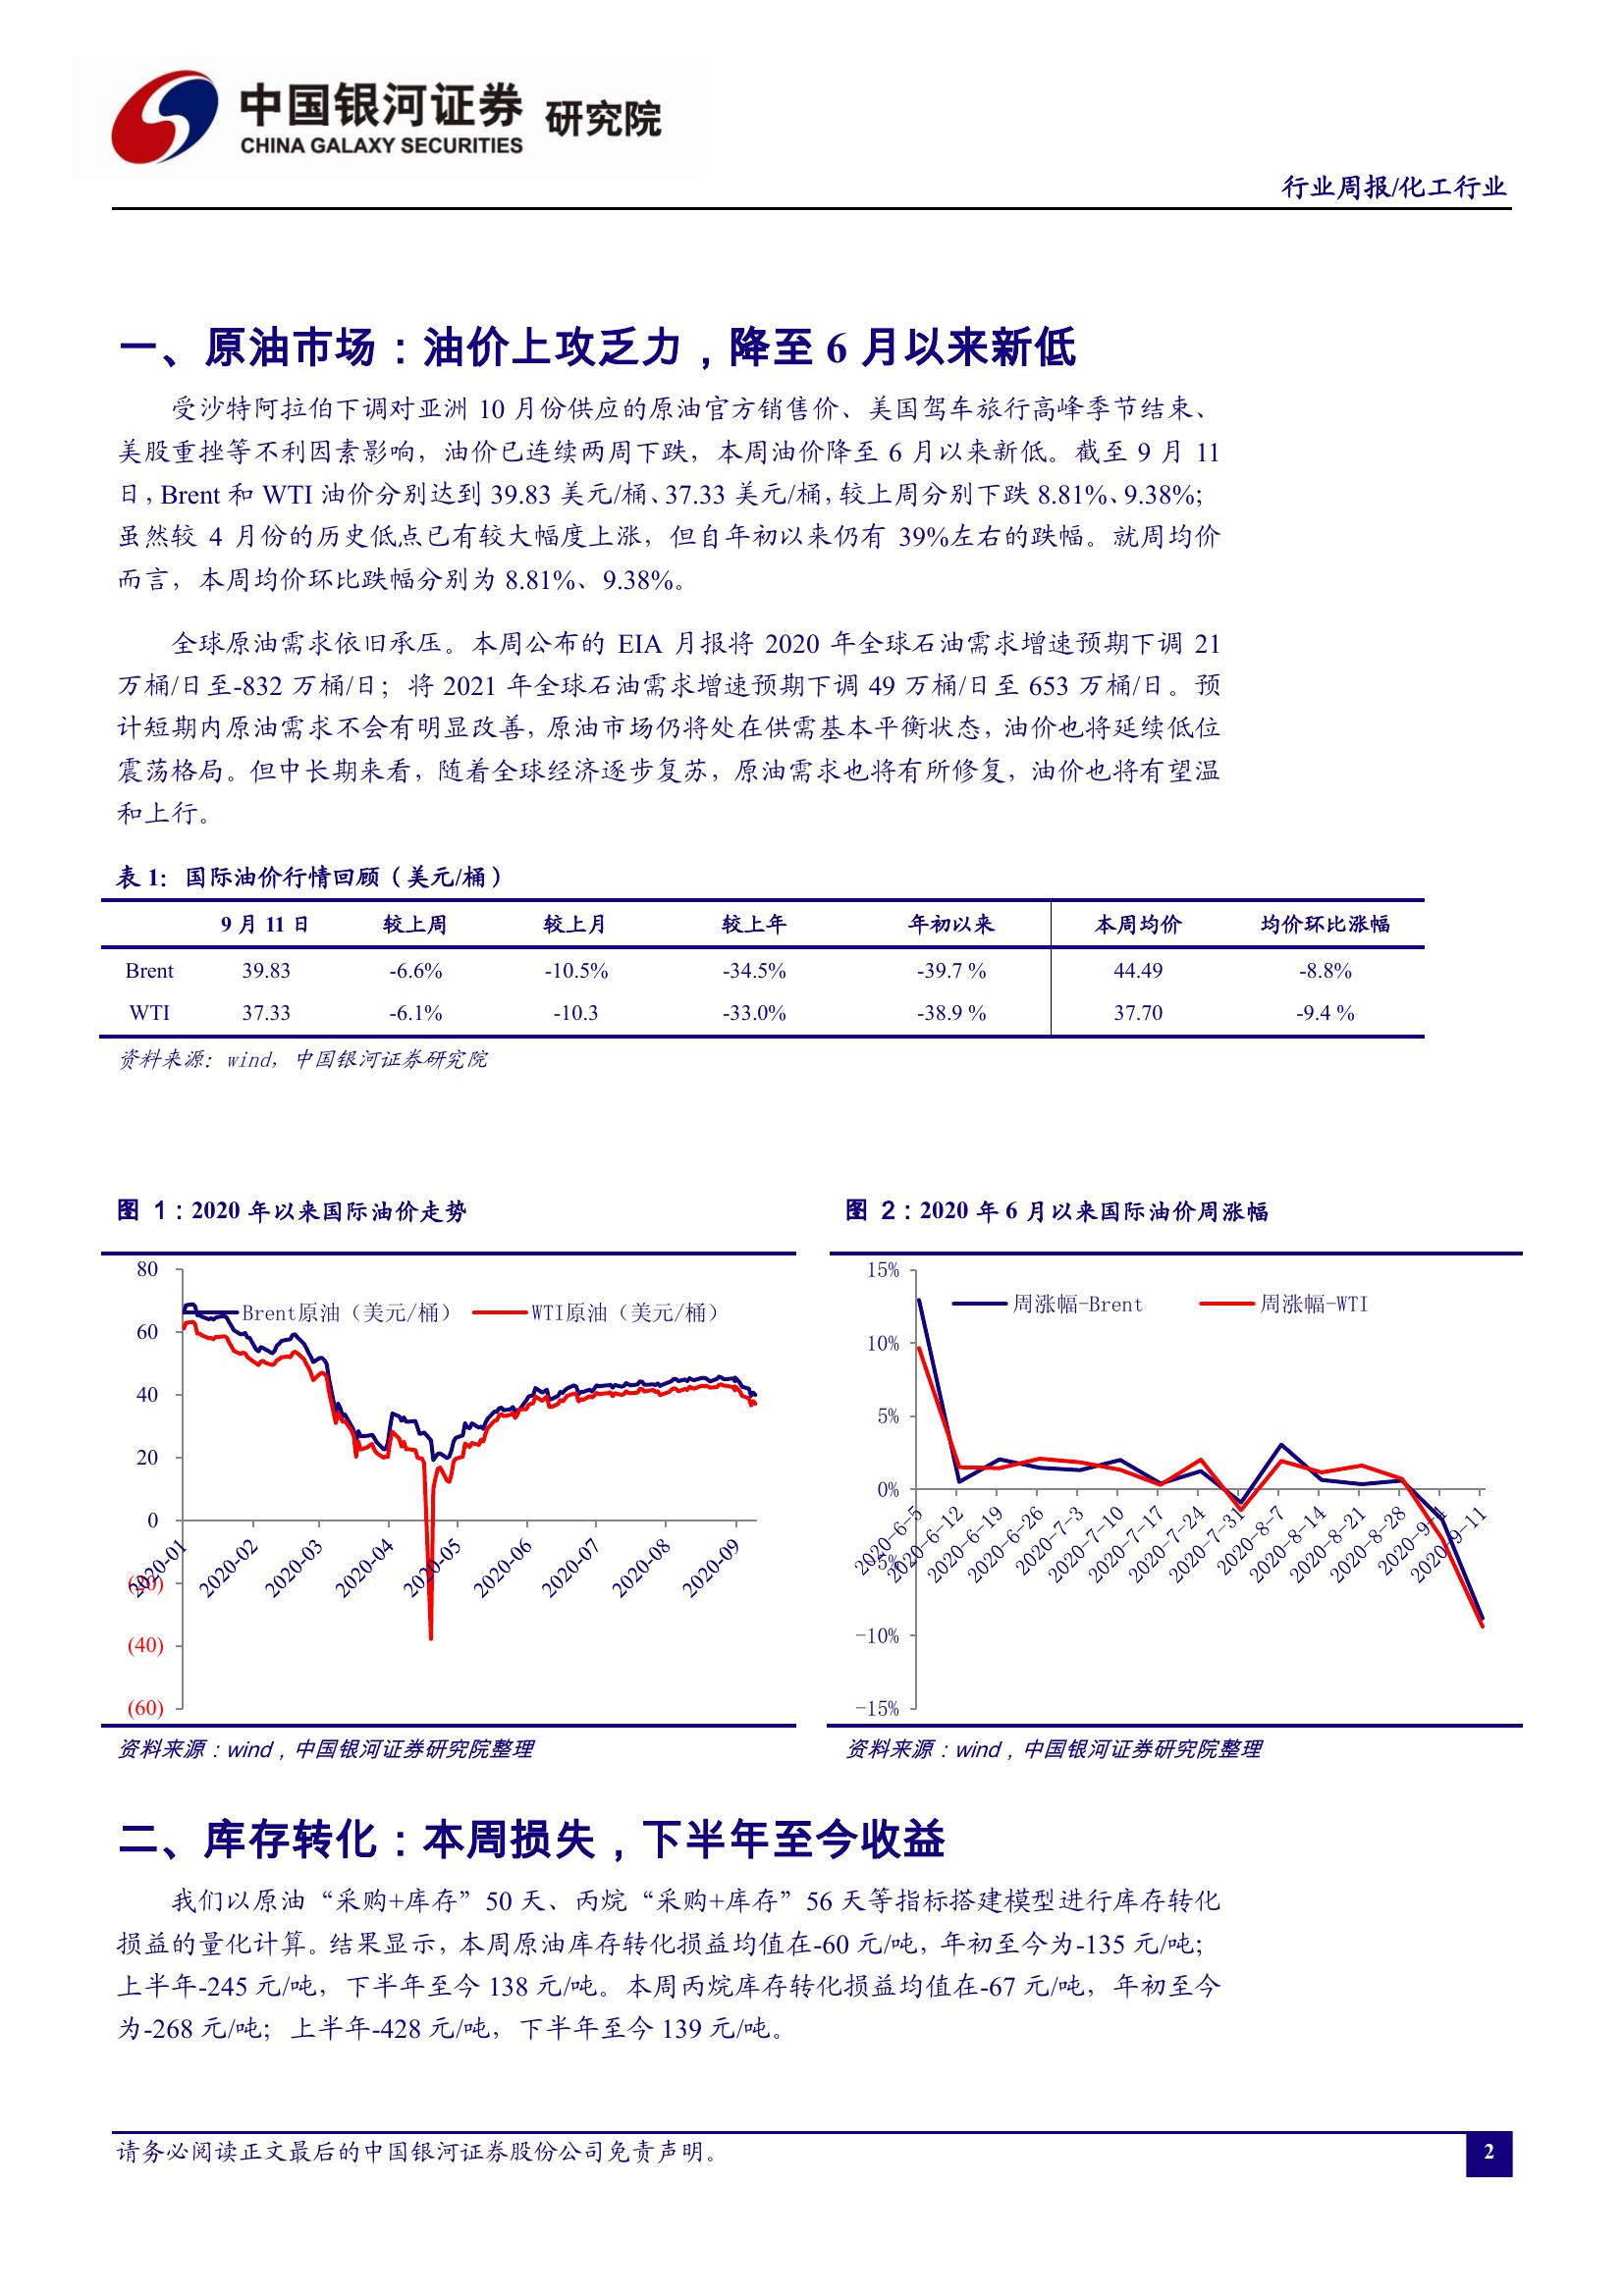 中国银河证券 研究院
CHINA GALAXY SECURITIES
行业周报/化工行业
一、原油市场：油价上攻乏力，降至 6 月以来新低
受沙特阿拉伯下调对亚洲 10 月份供应的原油官方销售价、美国驾车旅行高峰季节结束、
美股重挫等不利因素影响，油价已连续两周下跌，本周油价降至 6 月以来新低。截至 9 月 11
日，Brent 和 WTI 油价分别达到 39.83 美元/桶、37.33 美元/桶，较上周分别下跌 8.81%、9.38%；
虽然较 4 月份的历史低点已有较大幅度上涨，但自年初以来仍有 39%左右的跌幅。就周均价
而言，本周均价环比跌幅分别为 8.81%、9.38%。
全球原油需求依旧承压。本周公布的 EIA 月报将 2020 年全球石油需求增速预期下调 21
万桶/日至-832 万桶/日；将 2021 年全球石油需求增速预期下调 49 万桶/日至 653 万桶/日。预
计短期内原油需求不会有明显改善，原油市场仍将处在供需基本平衡状态，油价也将延续低位
震荡格局。但中长期来看，随着全球经济逐步复苏，原油需求也将有所修复，油价也将有望温
和上行。
表 1：国际油价行情回顾（美元/桶）
9 月 11 日 较上周 较上月 较上年 年初以来 本周均价 均价环比涨幅
Brent 39.83 -6.6% -10.5% -34.5% -39.7 % 44.49 -8.8%
WTI 37.33 -6.1% -10.3 -33.0% -38.9 % 37.70 -9.4 %
资料来源：wind，中国银河证券研究院
图 1：2020 年以来国际油价走势
80
60
40
20
0
(20)
(40)
(60)
Brent原油（美元/桶） WTI原油（美元/桶）
2020-01 2020-02 2020-03 2020-04 2020-05 2020-06 2020-07 2020-08 2020-09
资料来源：wind，中国银河证券研究院整理
图 2：2020 年 6 月以来国际油价周涨幅
15%
10%
5%
0%
-5%
-10%
-15%
周涨幅-Brent 周涨幅-WTI
2020-6-5 2020-6-12 2020-6-19 2020-6-26 2020-7-3 2020-7-10 2020-7-17 2020-7-24 2020-7-31 2020-8-7 2020-8-14 2020-8-21 2020-8-28 2020-9-4 2020-9-11
资料来源：wind，中国银河证券研究院整理
二、库存转化：本周损失，下半年至今收益
我们以原油“采购+库存”50 天、丙烷“采购+库存”56 天等指标搭建模型进行库存转化
损益的量化计算。结果显示，本周原油库存转化损益均值在-60 元/吨，年初至今为-135 元/吨；
上半年-245 元/吨，下半年至今 138 元/吨。本周丙烷库存转化损益均值在-67 元/吨，年初至今
为-268 元/吨；上半年-428 元/吨，下半年至今 139 元/吨。
请务必阅读正文最后的中国银河证券股份公司免责声明。
2